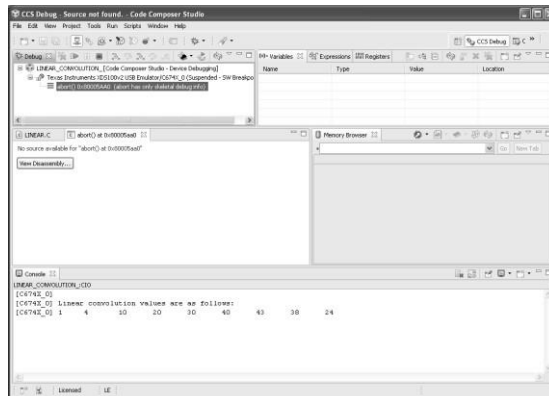 CCS Debug - Source not found. - Code Composer Studio
File Edit View Project Tools Run Scripts Window Help
CCS Debug C
Debug
LINEAR_CONVOLUTION_[Code Composer Studio - Device Debugging]
Texas Instruments XDS100v2 USB Emulator/C674X_0 (Suspended - SW Breakpo
abort() 0x00005AA0 (abort has only skeletal debug info)
(x)= Variables Expressions Registers
Name Type Value Location
LINEAR.C abort() at 0x00005aa0
No source available for "abort() at 0x00005aa0"
View Disassembly...
Memory Browser
Go New Tab
Console
LINEAR_CONVOLUTION_:CIO
[C674X_0]
[C674X_0] Linear convolution values are as follows:
[C674X_0] 1 4 10 20 30 40 43 38 24
Licensed LE